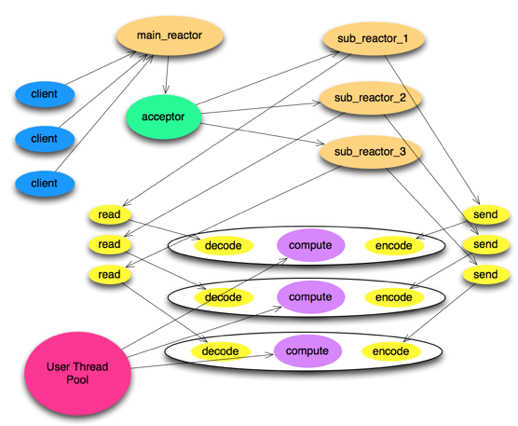 main_reactor
sub_reactor_1
client
sub_reactor_2
acceptor
client
sub_reactor_3
client
read
send
decode
compute
encode
read
send
read
send
decode
compute
encode
decode
compute
encode
User Thread
Pool